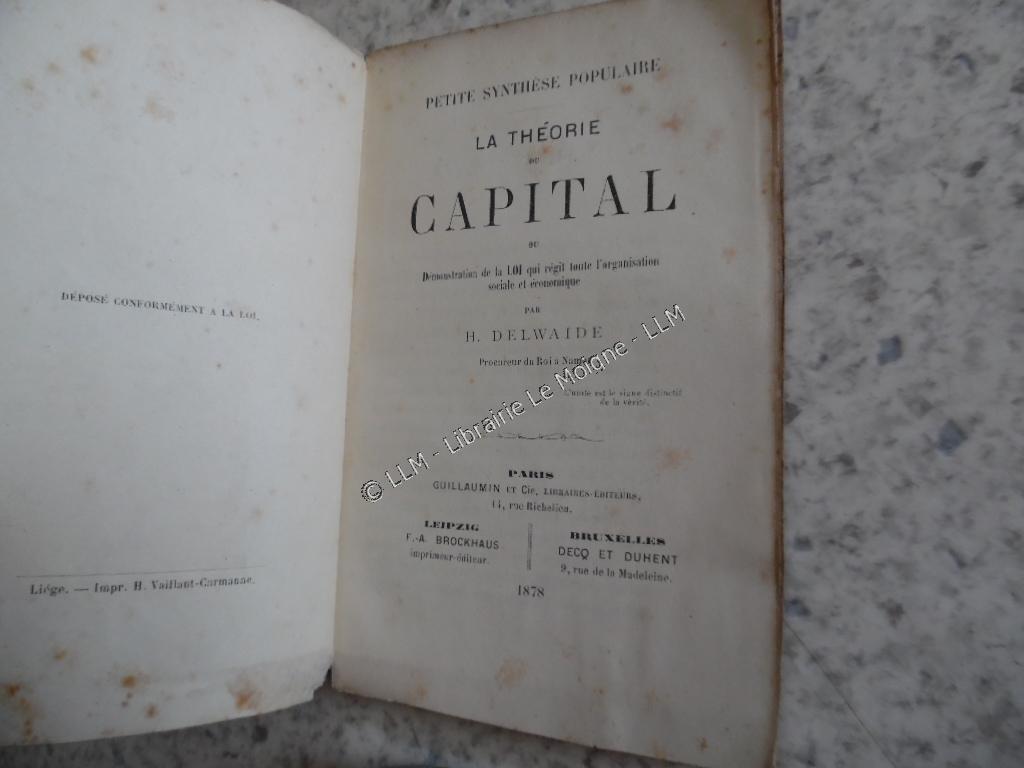 DÉPOSÉ CONFORMÉMENT A LA LOI.
Liége. — Impr. H. Vaillant-Carmanne.
PETITE SYNTHÈSE POPULAIRE
LA THÉORIE
DU
CAPITAL
OU
Démonstration de la LOI qui régit toute l'organisation
sociale et économique
PAR
H. DELWAIDE
Procureur du Roi à
L'unité est le signe distinctif
de la vérité.
PARIS
GUILLAUMIN ET Cie, LIBRAIRES-ÉDITEURS,
14, rue Richelieu.
LEIPZIG
F.-A. BROCKHAUS
imprimeur-éditeur.
BRUXELLES
DECQ ET DUHENT
9, rue de la Madeleine.
1878
© LLM - Librairie Le Moigne - LLM